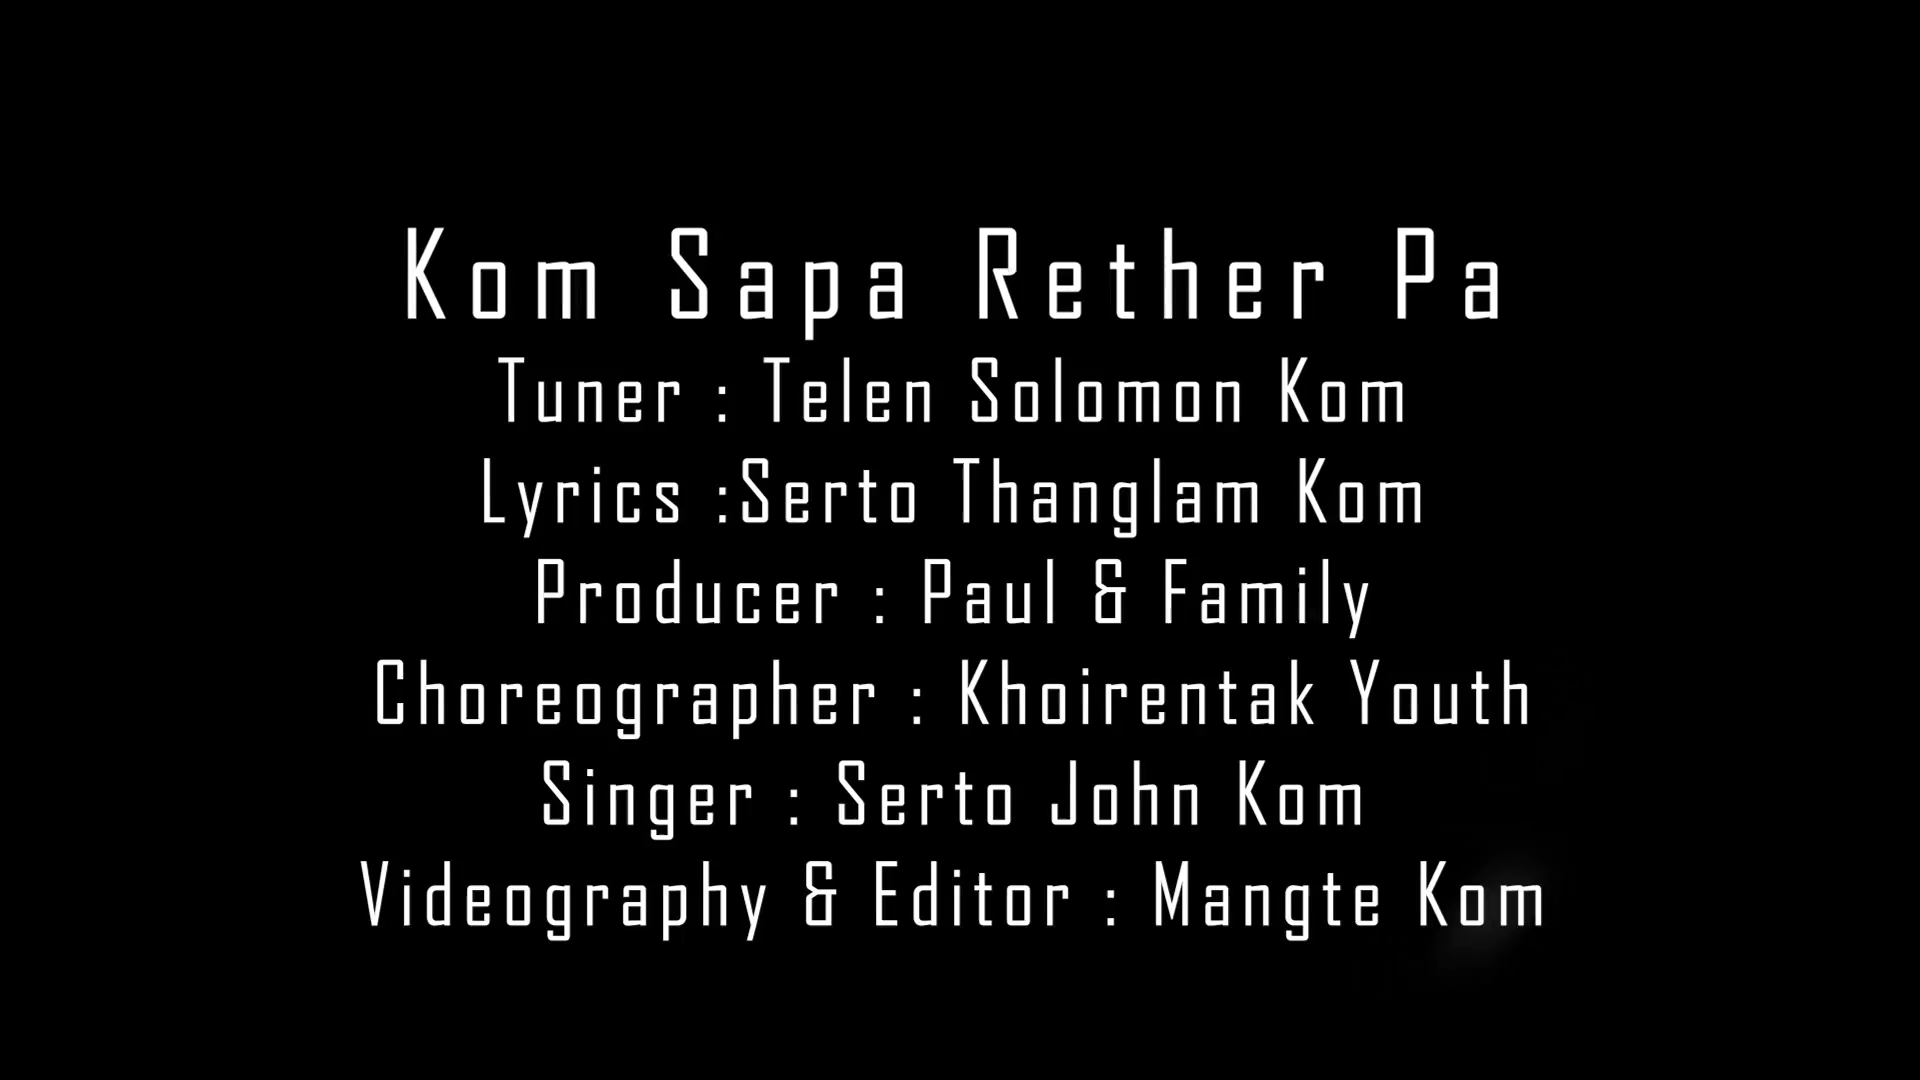 Kom Sapa Rether Pa
Tuner : Telen Solomon Kom
Lyrics :Serto Thanglam Kom
Producer : Paul & Family
Choreographer : Khoirentak Youth
Singer : Serto John Kom
Videography & Editor : Mangte Kom